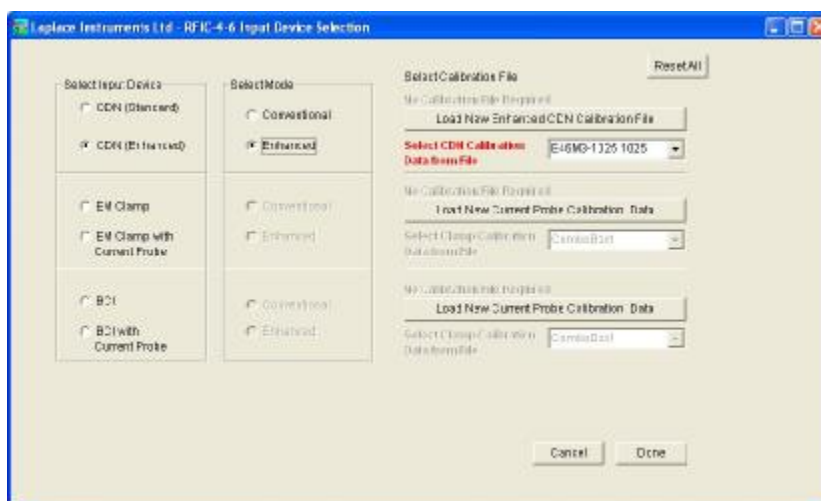 Laplace Instruments Ltd - RFIC-4-6 Input Device Selection
Reset All
Select Input Device
Select Mode
Select Calibration File
CDN (Standard)
Conventional
No Calibration File Required
Load New Enhanced CDN Calibration File
CDN (Enhanced)
Enhanced
Select CDN Calibration
Data from File
No Calibration File Required
EM Clamp
Conventional
Load New Current Probe Calibration Data
EM Clamp with
Current Probe
Enhanced
Select Clamp Calibration
Data from File
No Calibration File Required
BCI
Conventional
Load New Current Probe Calibration Data
BCI with
Current Probe
Enhanced
Select Clamp Calibration
Data from File
Cancel
Done